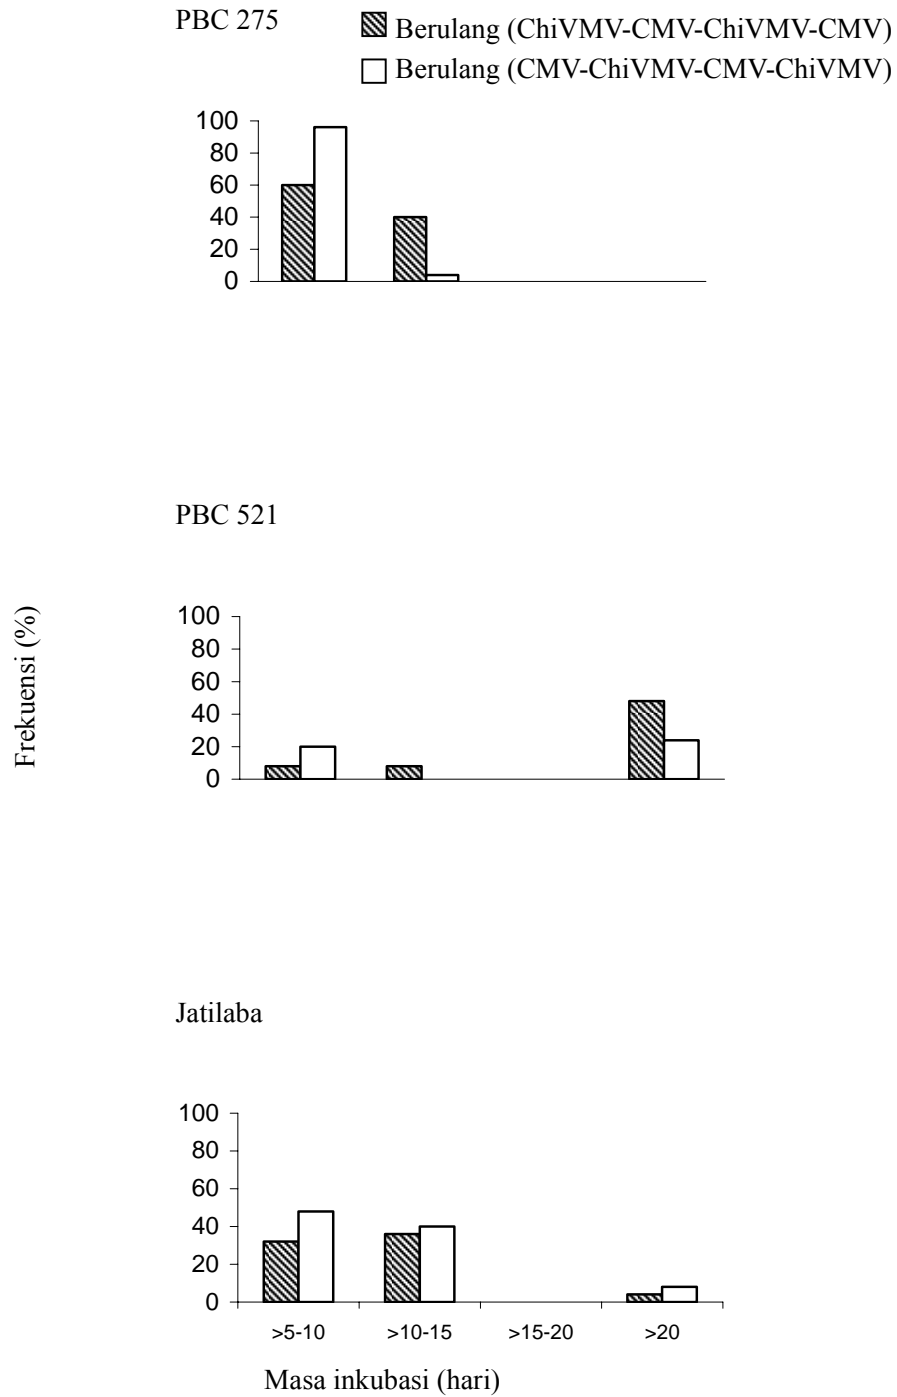 PBC 275
Berulang (ChiVMV-CMV-ChiVMV-CMV)
Berulang (CMV-ChiVMV-CMV-ChiVMV)
100
80
60
40
20
0
PBC 521
Frekuensi (%)
100
80
60
40
20
0
Jatilaba
100
80
60
40
20
0
>5-10 >10-15 >15-20 >20
Masa inkubasi (hari)